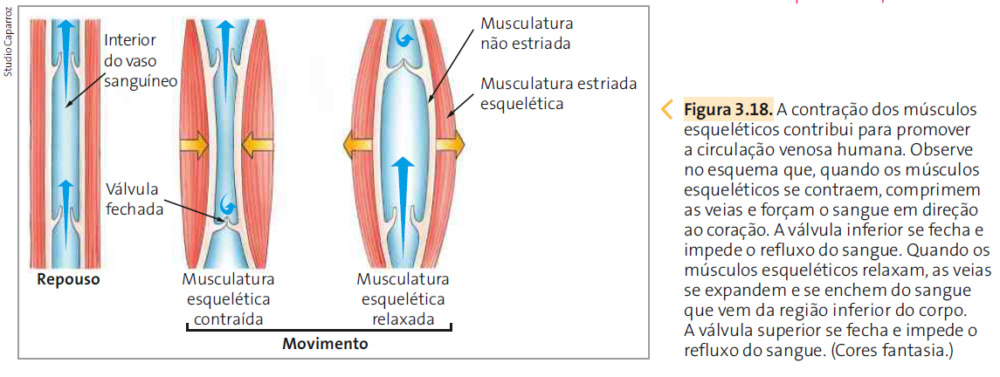 Studio Caparroz
Interior
do vaso
sanguíneo
Válvula
fechada
Musculatura
não estriada
Musculatura estriada
esquelética
Repouso
Musculatura
esquelética
contraída
Musculatura
esquelética
relaxada
Movimento
Figura 3.18. A contração dos músculos
esqueléticos contribui para promover
a circulação venosa humana. Observe
no esquema que, quando os músculos
esqueléticos se contraem, comprimem
as veias e forçam o sangue em direção
ao coração. A válvula inferior se fecha e
impede o refluxo do sangue. Quando os
músculos esqueléticos relaxam, as veias
se expandem e se enchem do sangue
que vem da região inferior do corpo.
A válvula superior se fecha e impede o
refluxo do sangue. (Cores fantasia.)